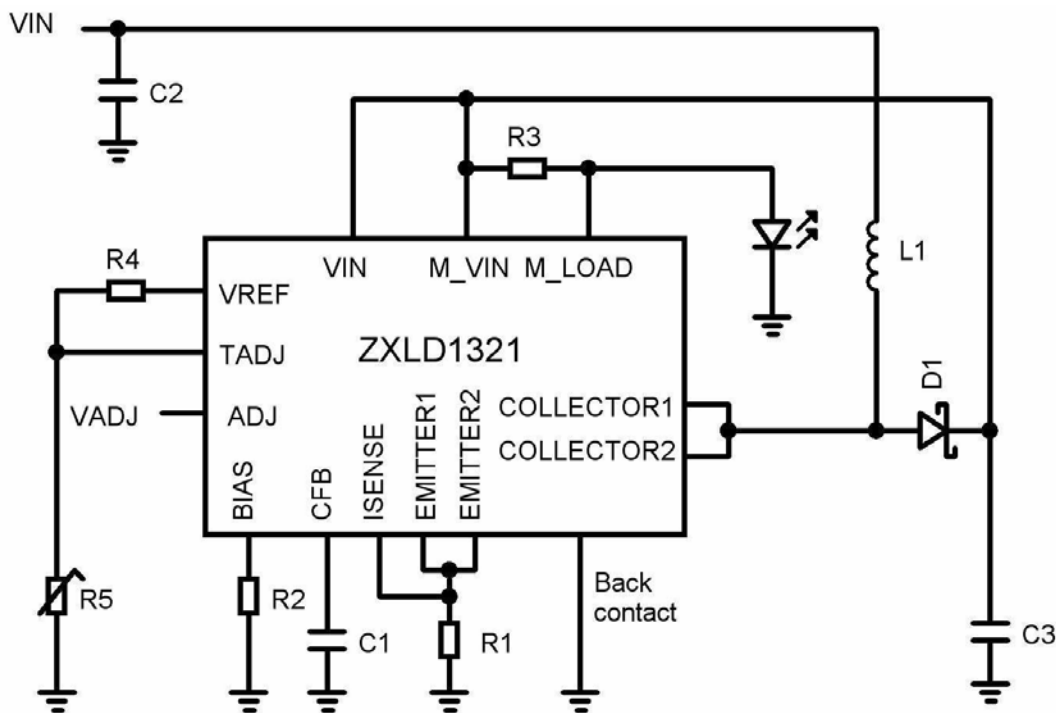 VIN
C2
R3
L1
R4
VIN
M_VIN
M_LOAD
VREF
ZXLD1321
TADJ
VADJ
ADJ
COLLECTOR1
COLLECTOR2
D1
BIAS
CFB
ISENSE
EMITTER1
EMITTER2
R5
R2
C1
R1
Back
contact
C3